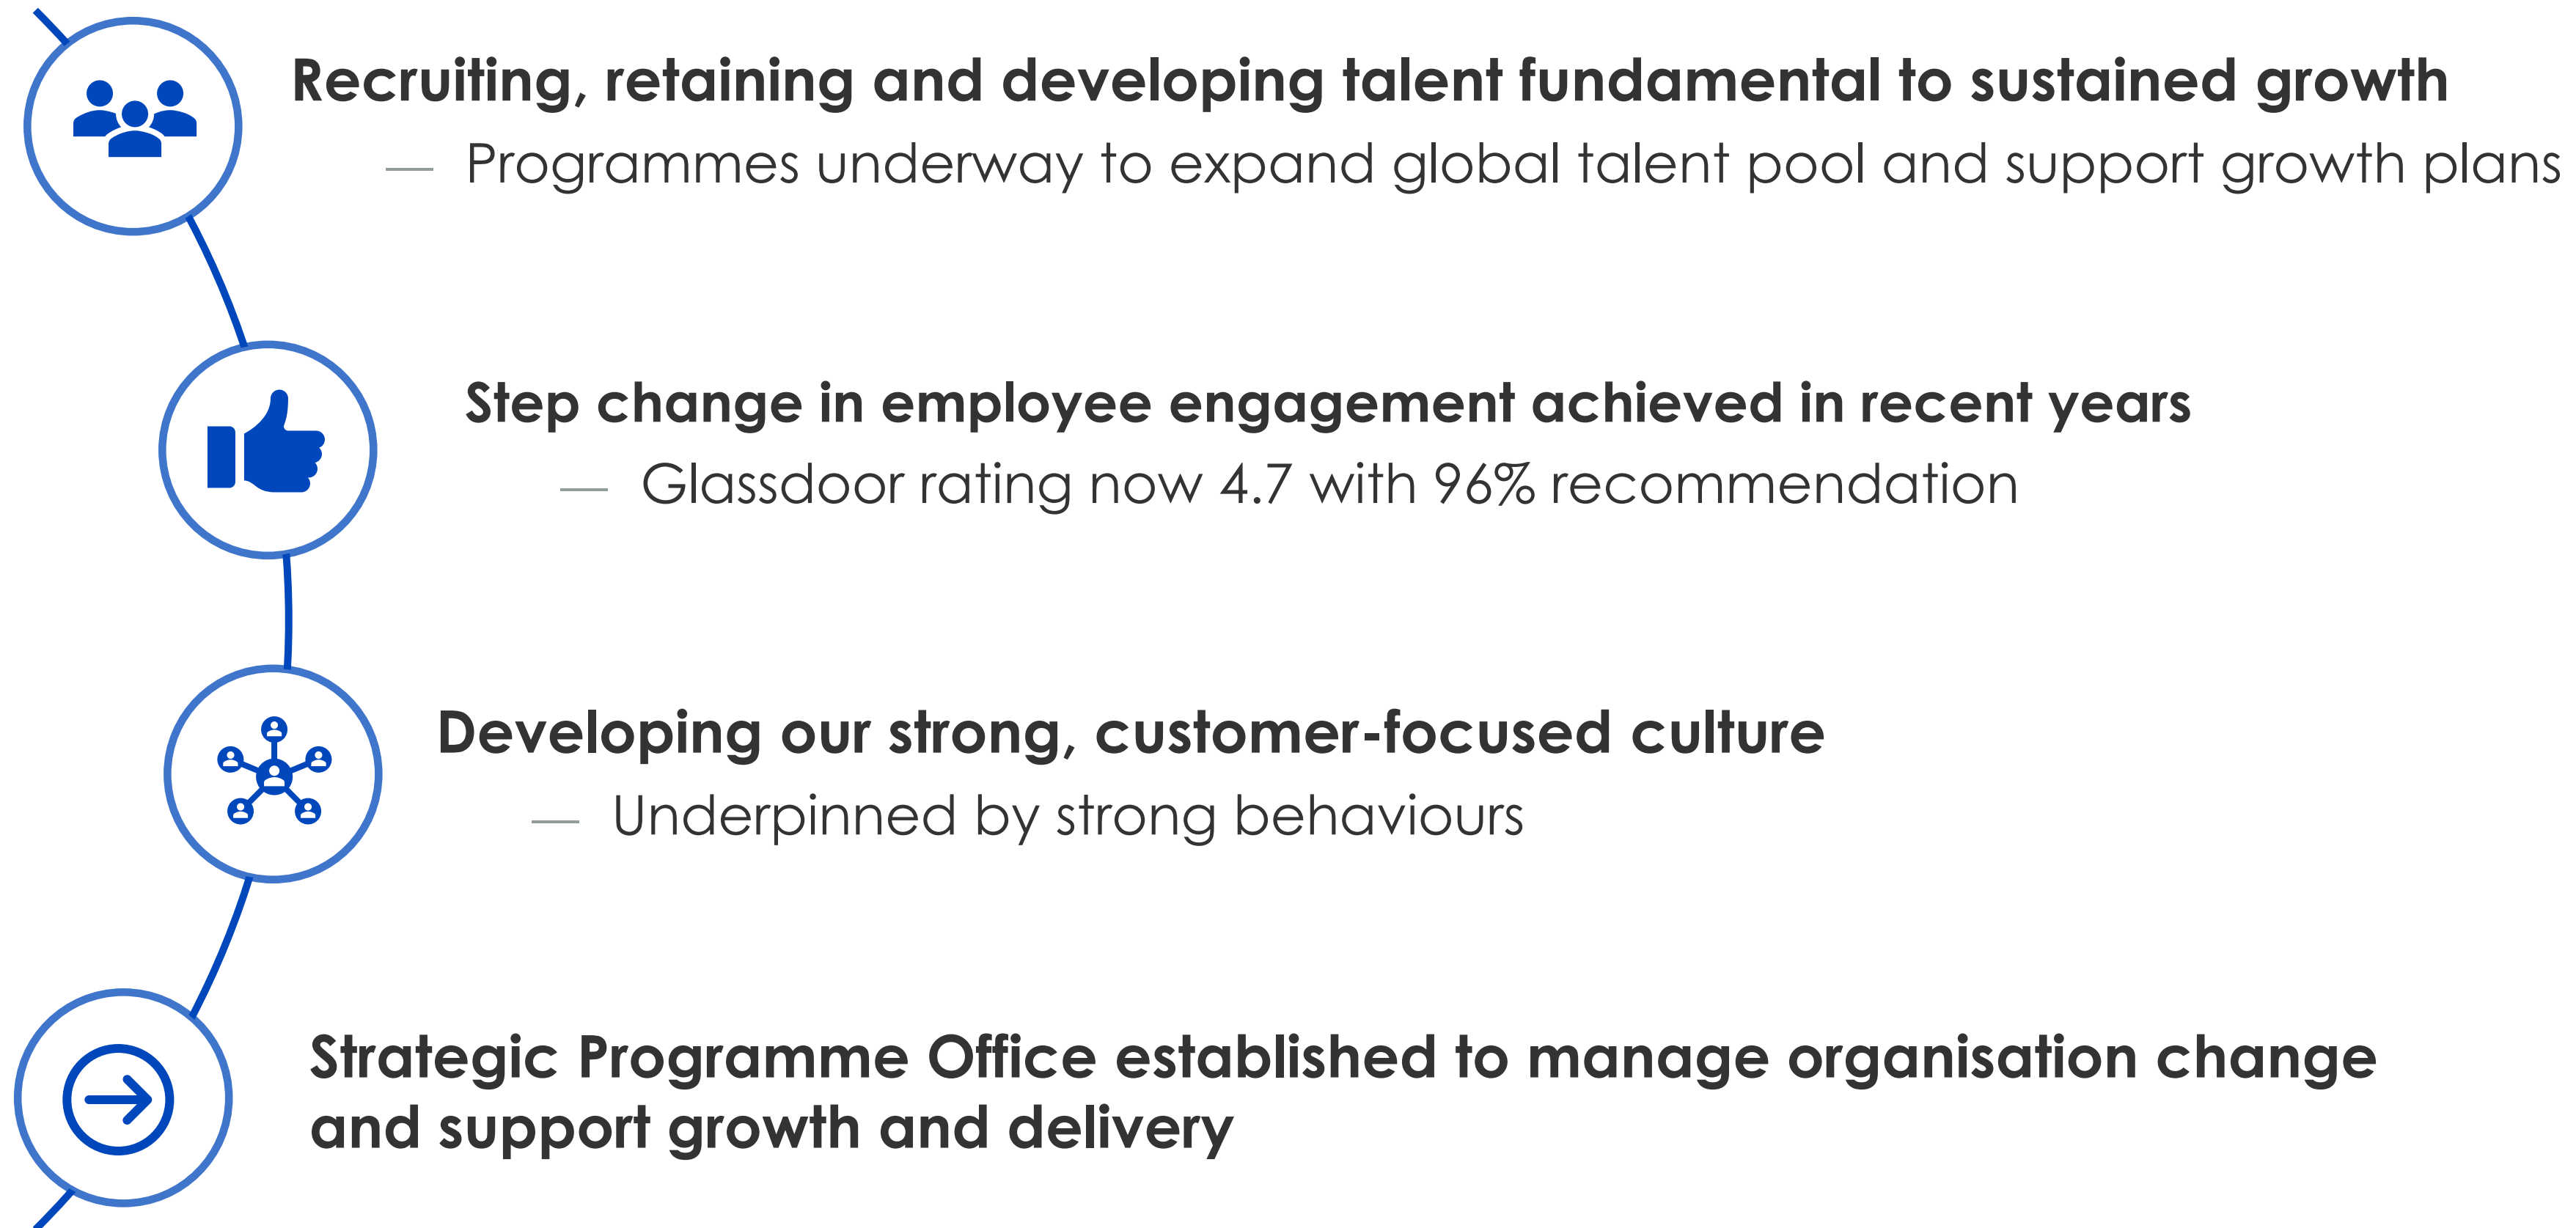 Recruiting, retaining and developing talent fundamental to sustained growth
— Programmes underway to expand global talent pool and support growth plans
Step change in employee engagement achieved in recent years
— Glassdoor rating now 4.7 with 96% recommendation
Developing our strong, customer-focused culture
— Underpinned by strong behaviours
Strategic Programme Office established to manage organisation change
and support growth and delivery